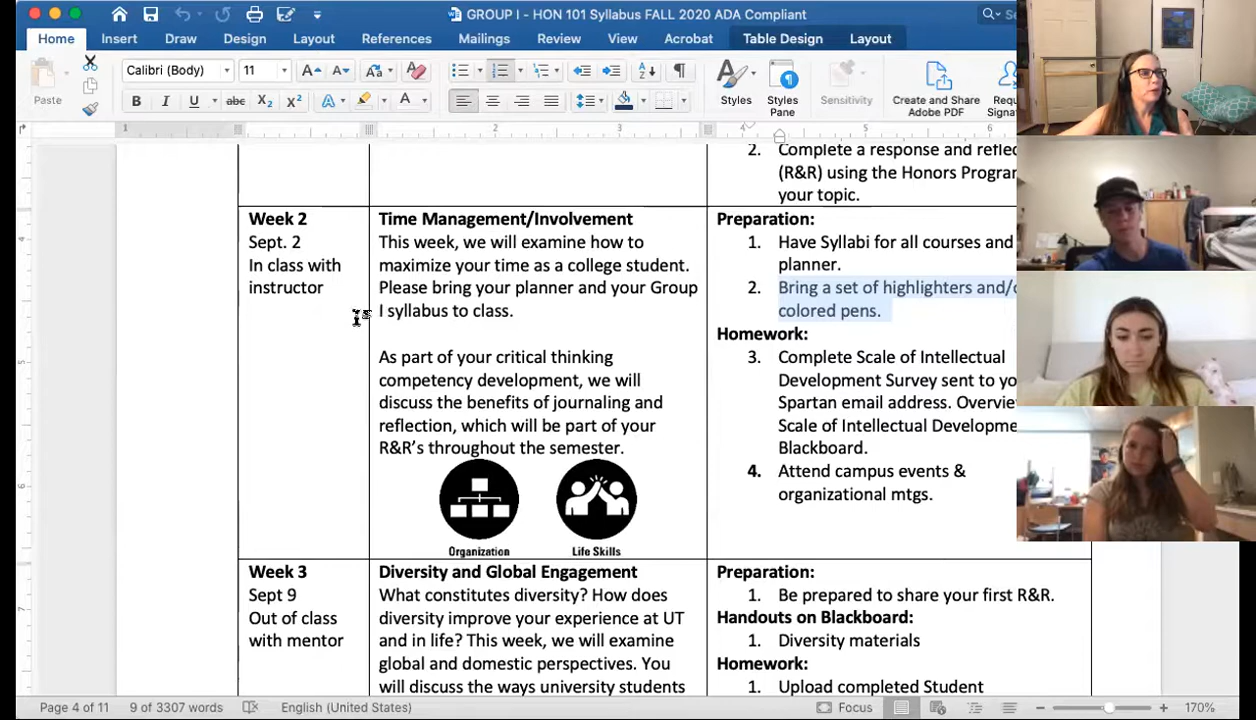 GROUP I - HON 101 Syllabus FALL 2020 ADA Compliant
Home Insert Draw Design Layout References Mailings Review View Acrobat Table Design Layout
Paste
Calibri (Body) 11
Styles
Styles Pane
Sensitivity
Create and Share Adobe PDF
1 2 3 4 6
2. Complete a response and
(R&R) using the Honors
your topic.
Week 2
Sept. 2
In class with
instructor
Time Management/Involvement
This week, we will examine how to
maximize your time as a college student.
Please bring your planner and your Group
I syllabus to class.
As part of your critical thinking
competency development, we will
discuss the benefits of journaling and
reflection, which will be part of your
R&R's throughout the semester.
Organization
Life Skills
Preparation:
1. Have Syllabi for all courses and
planner.
2. Bring a set of highlighters
colored pens.
Homework:
3. Complete Scale of Intellectual
Development Survey sent to
Spartan email address.
Scale of Intellectual
Blackboard.
4. Attend campus events &
organizational mtgs.
Week 3
Sept 9
Out of class
with mentor
Diversity and Global Engagement
What constitutes diversity? How does
diversity improve your experience at UT
and in life? This week, we will examine
global and domestic perspectives. You
will discuss the ways university students
Preparation:
1. Be prepared to share your first R&R.
Handouts on Blackboard:
1. Diversity materials
Homework:
1. Upload completed Student
Page 4 of 11 9 of 3307 words English (United States) Focus 170%